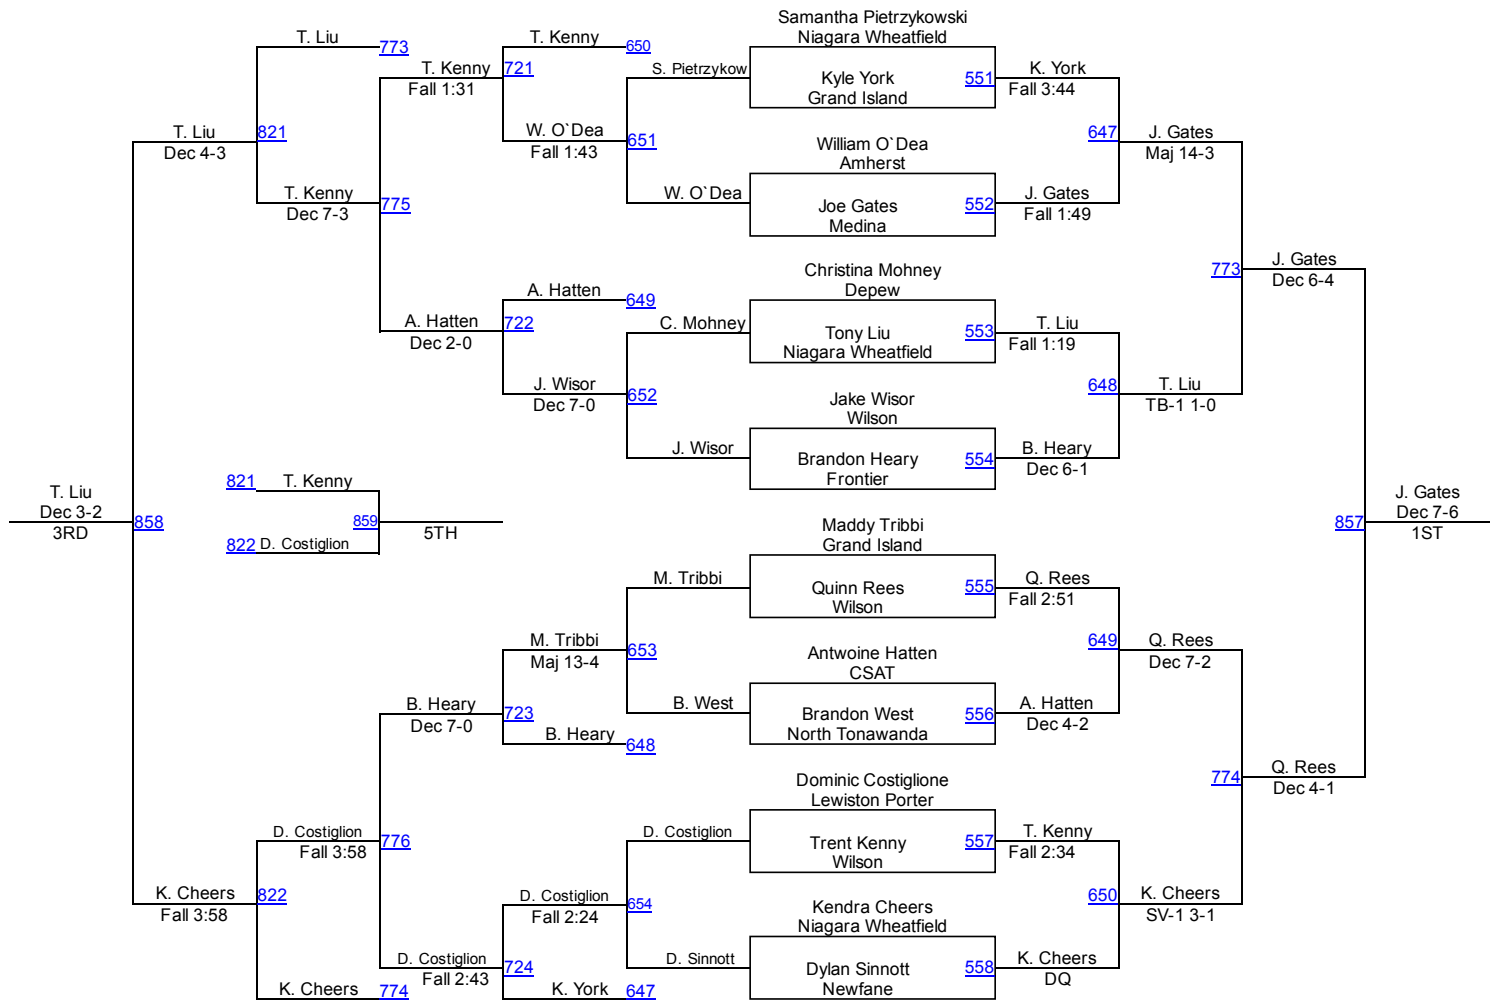 Samantha Pietrzykowski
Niagara Wheatfield
T. Liu
773
T. Kenny
650
T. Kenny
721
Fall 1:31
S. Pietrzykow
Kyle York
551
Grand Island
K. York
Fall 3:44
T. Liu
821
Dec 4-3
W. O`Dea
651
Fall 1:43
William O`Dea
Amherst
647
J. Gates
Maj 14-3
T. Kenny
775
Dec 7-3
W. O`Dea
Joe Gates
552
Medina
J. Gates
Fall 1:49
Christina Mohney
Depew
773
J. Gates
Dec 6-4
A. Hatten
649
A. Hatten
722
Dec 2-0
C. Mohney
Tony Liu
553
Niagara Wheatfield
T. Liu
Fall 1:19
J. Wisor
652
Dec 7-0
Jake Wisor
Wilson
648
T. Liu
TB-1 1-0
J. Wisor
Brandon Heary
554
Frontier
B. Heary
Dec 6-1
821
T. Kenny
T. Liu
Dec 3-2
3RD
858
859
5TH
822
D. Costiglion
857
J. Gates
Dec 7-6
1ST
Maddy Tribbi
Grand Island
M. Tribbi
Quinn Rees
555
Wilson
Q. Rees
Fall 2:51
M. Tribbi
653
Maj 13-4
Antwoine Hatten
CSAT
649
Q. Rees
Dec 7-2
B. Heary
723
Dec 7-0
B. West
Brandon West
556
North Tonawanda
A. Hatten
Dec 4-2
B. Heary
648
Dominic Costiglione
Lewiston Porter
774
Q. Rees
Dec 4-1
D. Costiglion
776
Fall 3:58
D. Costiglion
Trent Kenny
557
Wilson
T. Kenny
Fall 2:34
K. Cheers
822
Fall 3:58
D. Costiglion
654
Fall 2:24
Kendra Cheers
Niagara Wheatfield
650
K. Cheers
SV-1 3-1
D. Costiglion
724
Fall 2:43
D. Sinnott
Dylan Sinnott
558
Newfane
K. Cheers
DQ
K. Cheers
774
K. York
647